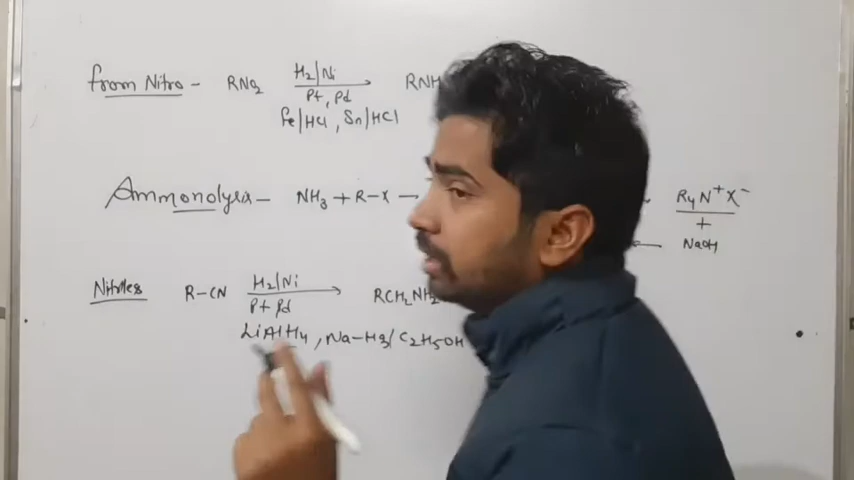 from Nitro - RNO2 H2/Ni RNH
Pt, Pd
Fe/HCl, Sn/HCl
Ammonolysis - NH3 + R-X → R4N+X-
+
NaOH
Nitriles R-CN H2/Ni RCH2NH2
Pt Pd
LiAlH4, Na-Hg/C2H5OH